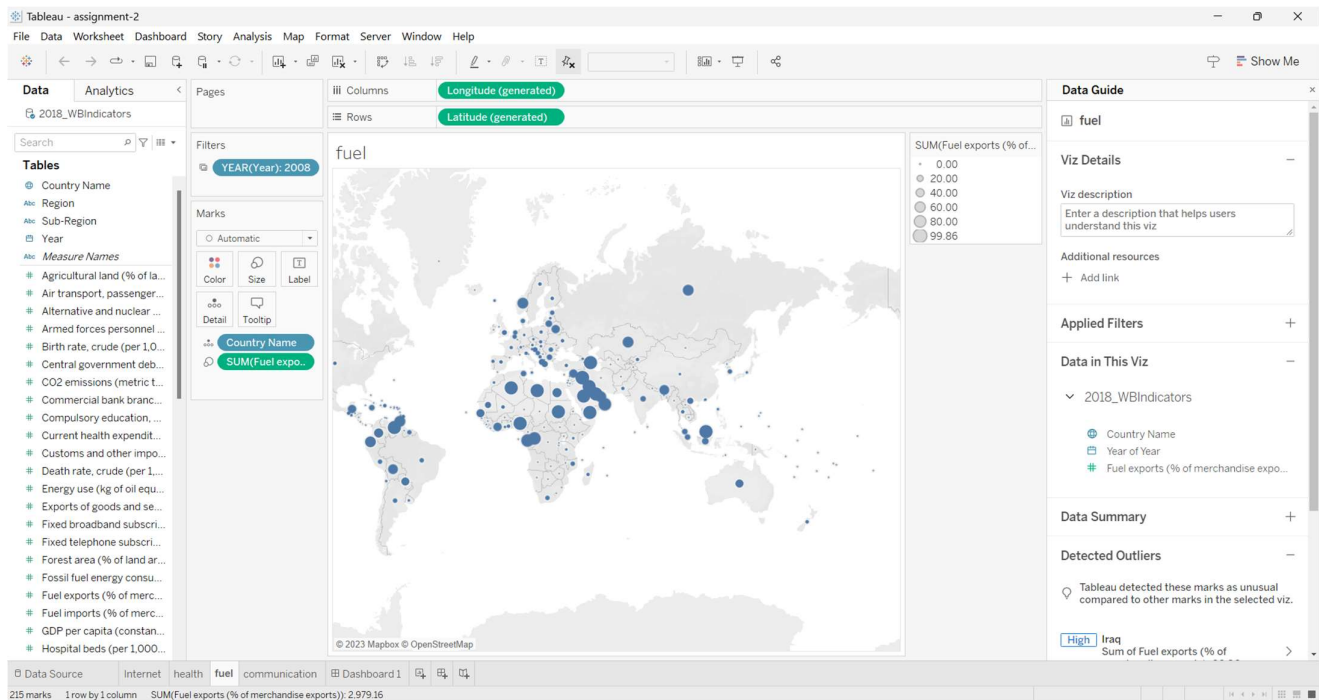 Tableau - assignment-2
File Data Worksheet Dashboard Story Analysis Map Format Server Window Help
Show Me
Data Analytics
2018_WBIndicators
Search
Tables
Country Name
Abc Region
Abc Sub-Region
Year
Abc Measure Names
# Agricultural land (% of la...
# Air transport, passenger...
# Alternative and nuclear ...
# Armed forces personnel ...
# Birth rate, crude (per 1,0...
# Central government deb...
# CO2 emissions (metric t...
# Commercial bank branc...
# Compulsory education, ...
# Current health expendit...
# Customs and other impo...
# Death rate, crude (per 1,...
# Energy use (kg of oil equ...
# Exports of goods and se...
# Fixed broadband subscri...
# Fixed telephone subscri...
# Forest area (% of land ar...
# Fossil fuel energy consu...
# Fuel exports (% of merc...
# Fuel imports (% of merc...
# GDP per capita (constan...
# Hospital beds (per 1,000...
Pages
Filters
YEAR(Year): 2008
Marks
Automatic
Color Size Label
Detail Tooltip
Country Name
SUM(Fuel expo..
Columns Longitude (generated)
Rows Latitude (generated)
fuel
© 2023 Mapbox © OpenStreetMap
SUM(Fuel exports (% of...
0.00
20.00
40.00
60.00
80.00
99.86
Data Guide
fuel
Viz Details
Viz description
Enter a description that helps users
understand this viz
Additional resources
+ Add link
Applied Filters
Data in This Viz
2018_WBIndicators
Country Name
Year of Year
# Fuel exports (% of merchandise expo...
Data Summary
Detected Outliers
Tableau detected these marks as unusual
compared to other marks in the selected viz.
High Iraq
Sum of Fuel exports (% of
Data Source Internet health fuel communication Dashboard 1
215 marks 1 row by 1 column SUM(Fuel exports (% of merchandise exports)): 2,979.16